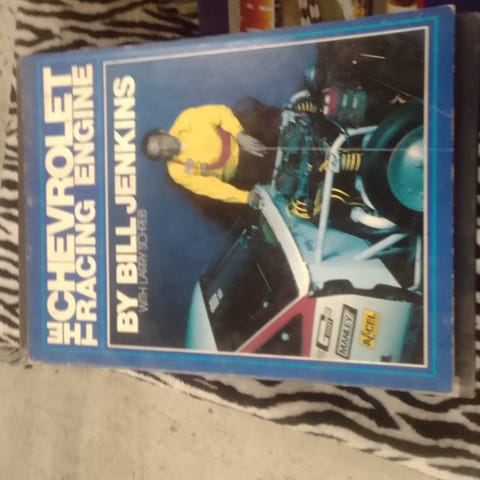 THE CHEVROLET
RACING ENGINE
BY BILL JENKINS
WITH LARRY SCHREIB
MANLEY
ACCEL